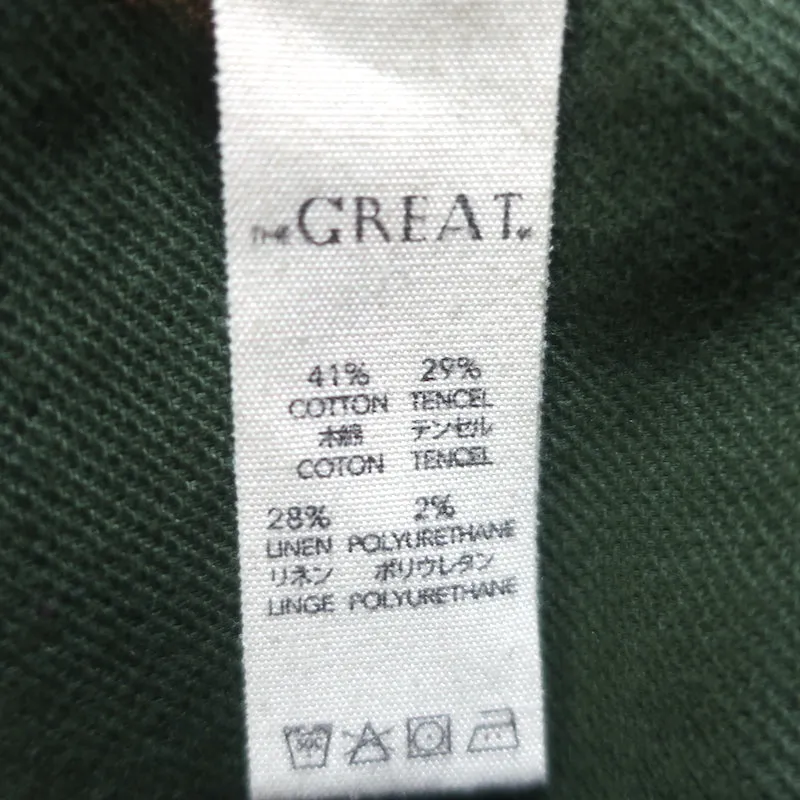 THE GREAT.
41% 29%
COTTON TENCEL
木綿 テンセル
COTON TENCEL
28% 2%
LINEN POLYURETHANE
リネン ポリウレタン
LINGE POLYURETHANE
30C